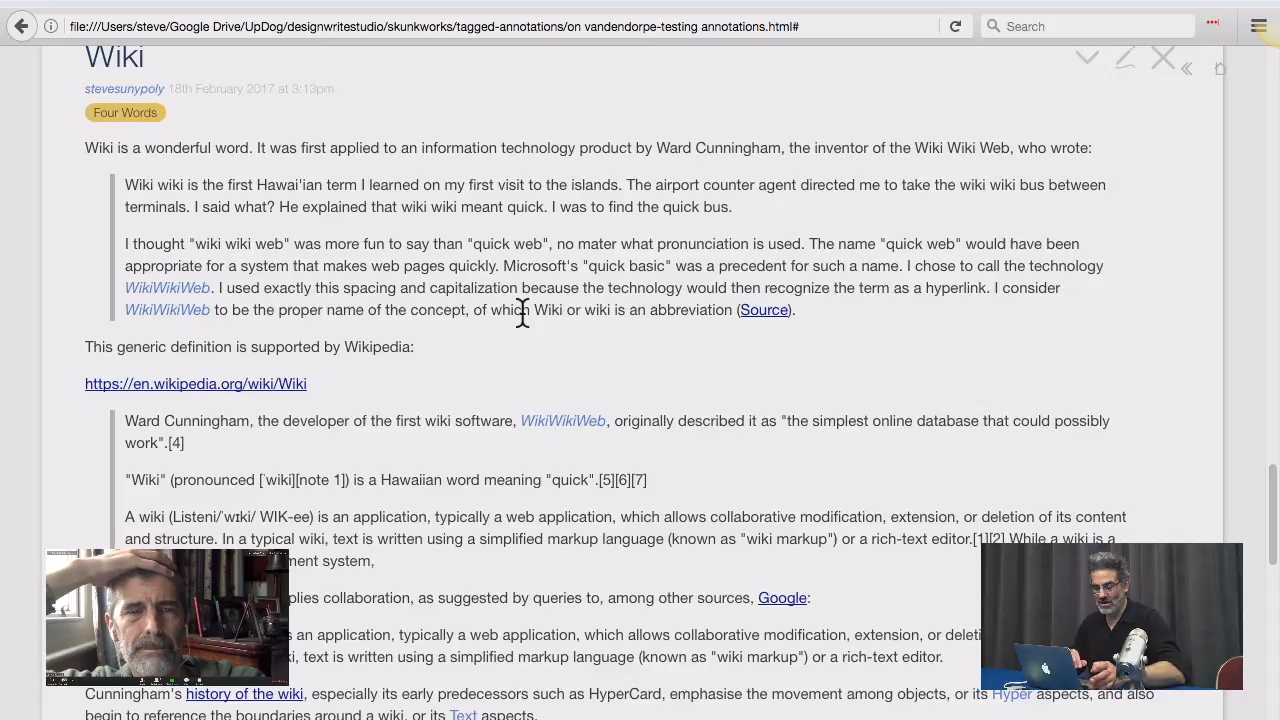 file:///Users/steve/Google Drive/UpDog/designwritestudio/skunkworks/tagged-annotations/on vandendorpe-testing annotations.html#
Search
Wiki
stevesunypoly 18th February 2017 at 3:13pm
Four Words
Wiki is a wonderful word. It was first applied to an information technology product by Ward Cunningham, the inventor of the Wiki Wiki Web, who wrote:
Wiki wiki is the first Hawai'ian term I learned on my first visit to the islands. The airport counter agent directed me to take the wiki wiki bus between
terminals. I said what? He explained that wiki wiki meant quick. I was to find the quick bus.
I thought "wiki wiki web" was more fun to say than "quick web", no mater what pronunciation is used. The name "quick web" would have been
appropriate for a system that makes web pages quickly. Microsoft's "quick basic" was a precedent for such a name. I chose to call the technology
WikiWikiWeb. I used exactly this spacing and capitalization because the technology would then recognize the term as a hyperlink. I consider
WikiWikiWeb to be the proper name of the concept, of which Wiki or wiki is an abbreviation (Source).
This generic definition is supported by Wikipedia:
https://en.wikipedia.org/wiki/Wiki
Ward Cunningham, the developer of the first wiki software, WikiWikiWeb, originally described it as "the simplest online database that could possibly
work".[4]
"Wiki" (pronounced [ˈwiki][note 1]) is a Hawaiian word meaning "quick".[5][6][7]
A wiki (Listeni/ˈwɪki/ WIK-ee) is an application, typically a web application, which allows collaborative modification, extension, or deletion of its content
and structure. In a typical wiki, text is written using a simplified markup language (known as "wiki markup") or a rich-text editor.[1][2] While a wiki is a
ment system,
plies collaboration, as suggested by queries to, among other sources, Google:
s an application, typically a web application, which allows collaborative modification, extension, or deleti
ki, text is written using a simplified markup language (known as "wiki markup") or a rich-text editor.
Cunningham's history of the wiki, especially its early predecessors such as HyperCard, emphasise the movement among objects, or its Hyper aspects, and also
begin to reference the boundaries around a wiki, or its Text aspects.